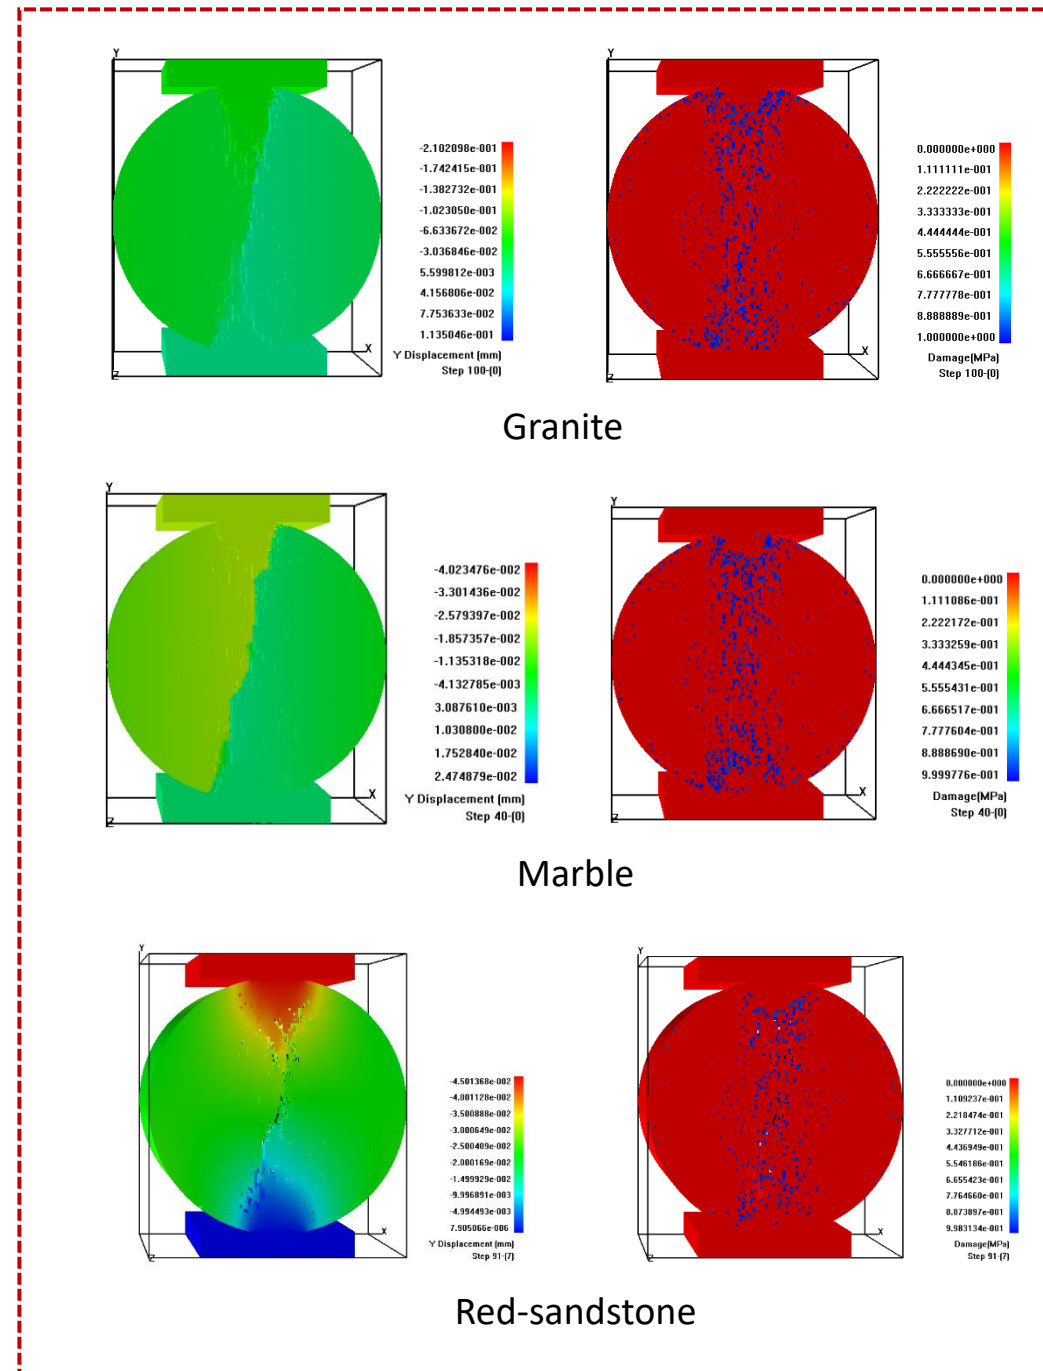 Y
X
Z
-2.102098e-001
-1.742415e-001
-1.382732e-001
-1.023050e-001
-6.633672e-002
-3.036846e-002
5.599812e-003
4.156806e-002
7.753633e-002
1.135046e-001
Y Displacement (mm)
Step 100-(0)
Y
X
Z
0.000000e+000
1.111111e-001
2.222222e-001
3.333333e-001
4.444444e-001
5.555556e-001
6.666667e-001
7.777778e-001
8.888889e-001
1.000000e+000
Damage(MPa)
Step 100-(0)
Granite
Y
X
Z
-4.023476e-002
-3.301436e-002
-2.579397e-002
-1.857357e-002
-1.135318e-002
-4.132785e-003
3.087610e-003
1.030800e-002
1.752840e-002
2.474879e-002
Y Displacement (mm)
Step 40-(0)
Y
X
Z
0.000000e+000
1.111086e-001
2.222172e-001
3.333259e-001
4.444345e-001
5.555431e-001
6.666517e-001
7.777604e-001
8.888690e-001
9.999776e-001
Damage(MPa)
Step 40-(0)
Marble
Y
X
Z
-4.501368e-002
-4.001128e-002
-3.500888e-002
-3.000649e-002
-2.500409e-002
-2.000169e-002
-1.499929e-002
-9.996891e-003
-4.994493e-003
7.905066e-006
Y Displacement (mm)
Step 91-(7)
Y
X
Z
0.000000e+000
1.109237e-001
2.218474e-001
3.327712e-001
4.436949e-001
5.546186e-001
6.655423e-001
7.764660e-001
8.873897e-001
9.983134e-001
Damage(MPa)
Step 91-(7)
Red-sandstone